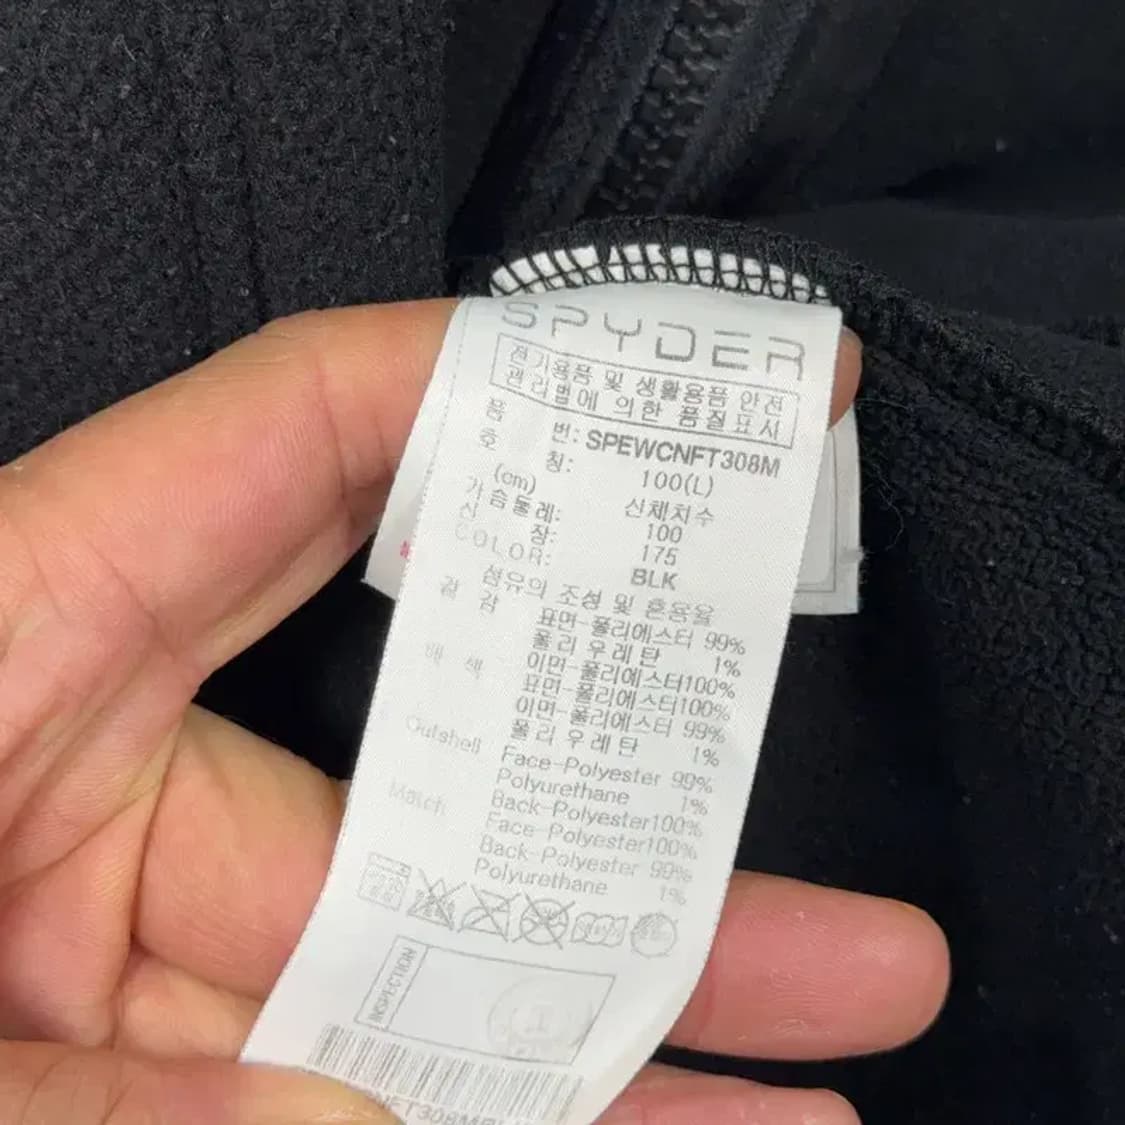 SPYDER
전기용품 및 생활용품 안전
관리법에 의한 품질표시
품 번: SPEWCNFT308M
호 칭: 100(L)
(cm) 신체치수
가슴둘레: 100
신 장: 175
COLOR: BLK
섬유의 조성 및 혼용율
겉 감 표면-폴리에스터 99%
폴리우레탄 1%
이면-폴리에스터100%
배 색 표면-폴리에스터100%
이면-폴리에스터 99%
폴리우레탄 1%
Outshell Face-Polyester 99%
Polyurethane 1%
Back-Polyester100%
Match Face-Polyester100%
Back-Polyester 99%
Polyurethane 1%
INSPECTION